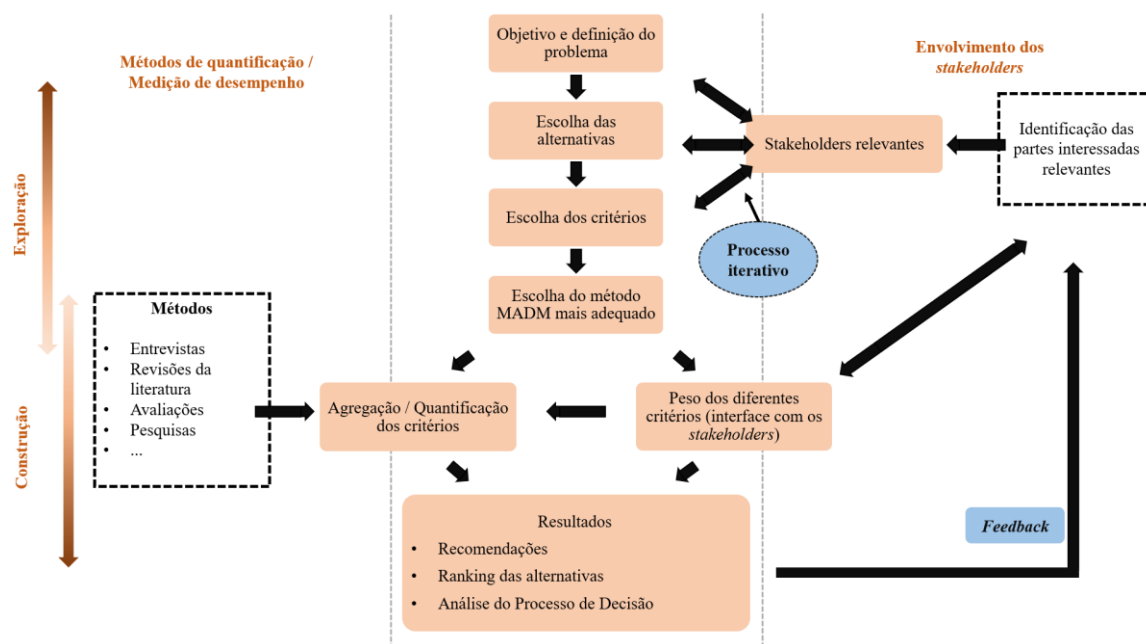 Métodos de quantificação /
Medição de desempenho
Objetivo e definição do
problema
Envolvimento dos
stakeholders
Escolha das
alternativas
Stakeholders relevantes
Identificação das
partes interessadas
relevantes
Exploração
Escolha dos critérios
Processo
iterativo
Escolha do método
MADM mais adequado
Métodos
• Entrevistas
• Revisões da
literatura
• Avaliações
• Pesquisas
• ...
Construção
Agregação / Quantificação
dos critérios
Peso dos diferentes
critérios (interface com os
stakeholders)
Resultados
• Recomendações
• Ranking das alternativas
• Análise do Processo de Decisão
Feedback